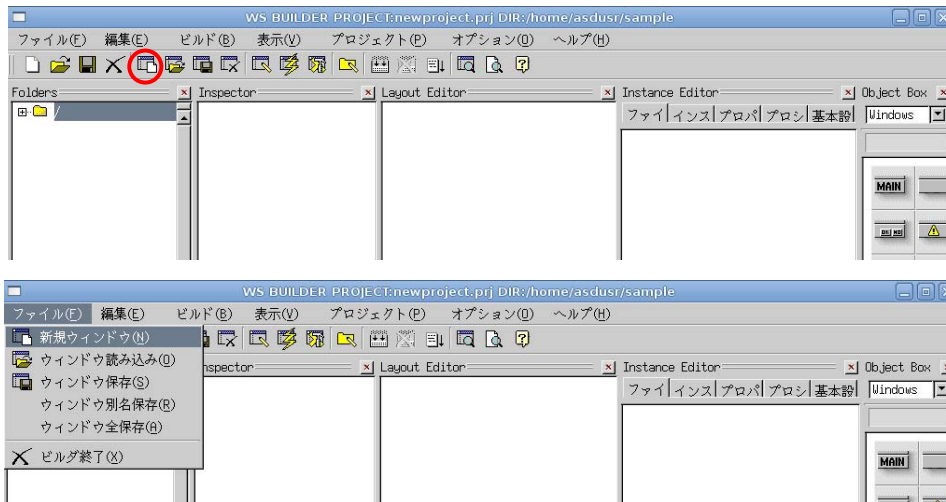 WS BUILDER PROJECT:newproject.prj DIR:/home/asdusr/sample
ファイル(F) 編集(E) ビルド(B) 表示(V) プロジェクト(P) オプション(O) ヘルプ(H)
Folders Inspector Layout Editor Instance Editor Object Box
/ ファイ インス プロパ プロシ 基本設 Windows
MAIN
WS BUILDER PROJECT:newproject.prj DIR:/home/asdusr/sample
ファイル(F) 編集(E) ビルド(B) 表示(V) プロジェクト(P) オプション(O) ヘルプ(H)
新規ウィンドウ(N)
ウィンドウ読み込み(O)
nspector Layout Editor Instance Editor Object Box
ウィンドウ保存(S)
ファイ インス プロパ プロシ 基本設 Windows
ウィンドウ別名保存(R)
ウィンドウ全保存(A)
ビルダ終了(X)
MAIN